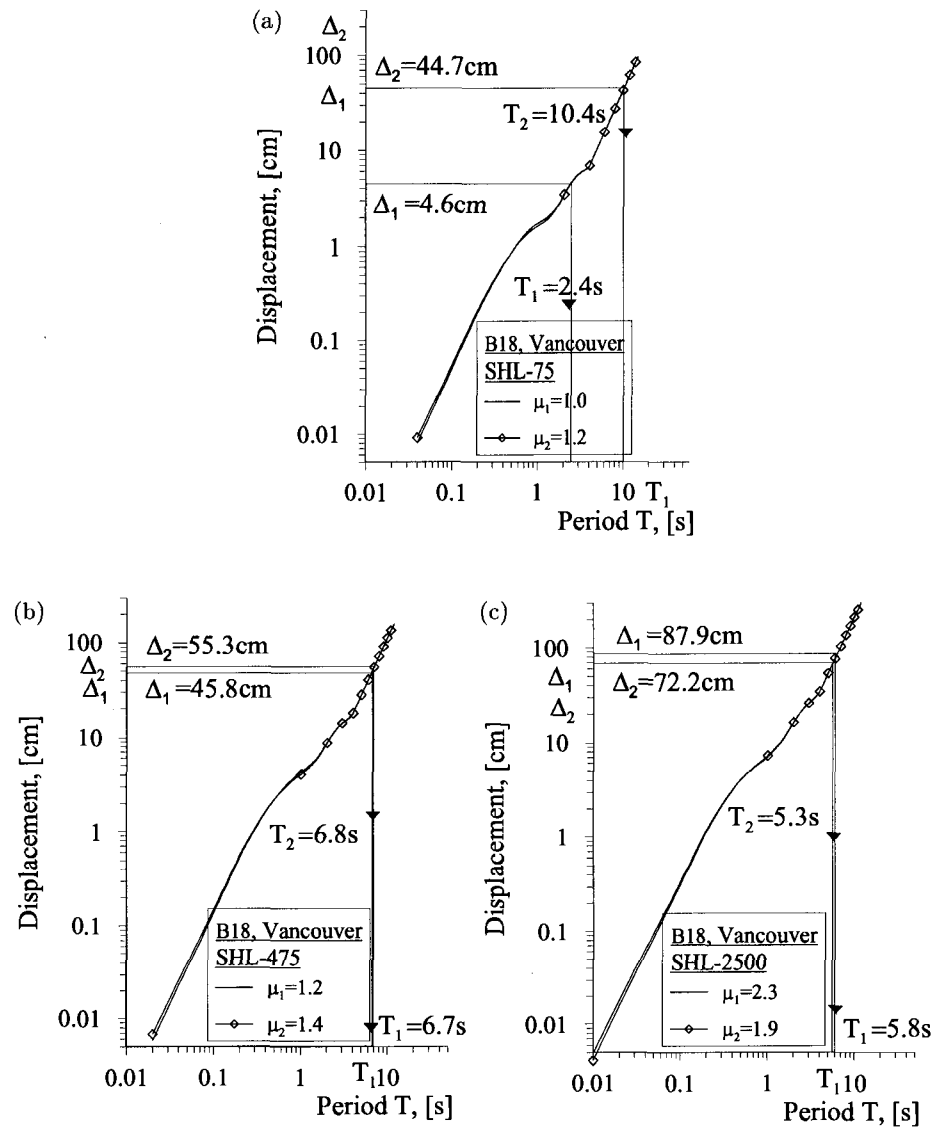 (a)
Δ₂
100
Δ₂=44.7cm
Δ₁
T₂=10.4s
10
Δ₁=4.6cm
1
T₁=2.4s
0.1
B18, Vancouver
SHL-75
μ₁=1.0
μ₂=1.2
0.01
Displacement, [cm]
0.01 0.1 1 10 T₁
Period T, [s]
(b)
100
Δ₂=55.3cm
Δ₂
Δ₁
Δ₁=45.8cm
10
1
T₂=6.8s
0.1
B18, Vancouver
SHL-475
μ₁=1.2
μ₂=1.4
T₁=6.7s
0.01
Displacement, [cm]
0.01 0.1 1 T₁10
Period T, [s]
(c)
100
Δ₁=87.9cm
Δ₁
Δ₂=72.2cm
Δ₂
10
T₂=5.3s
1
0.1
B18, Vancouver
SHL-2500
μ₁=2.3
μ₂=1.9
T₁=5.8s
0.01
Displacement, [cm]
0.01 0.1 1 T₁10
Period T, [s]